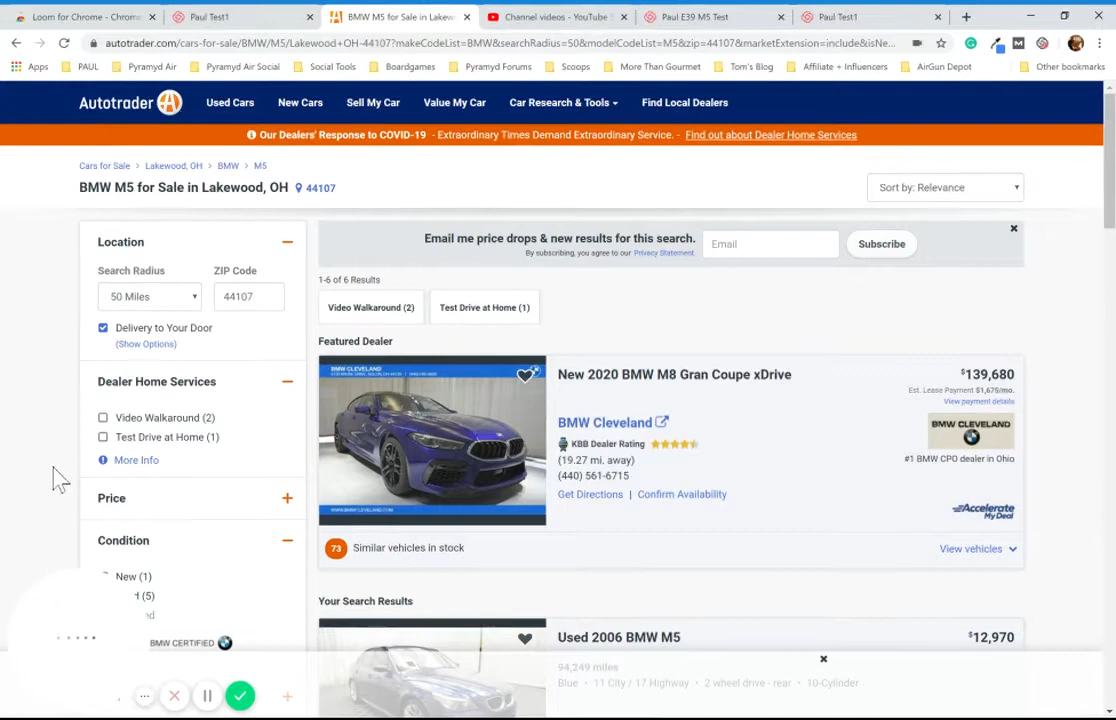 Loom for Chrome - Chrome
Paul Test1
BMW M5 for Sale in Lakew
Channel videos - YouTube S
Paul E39 M5 Test
Paul Test1
autotrader.com/cars-for-sale/BMW/M5/Lakewood+OH-44107?makeCodeList=BMW&searchRadius=50&modelCodeList=M5&zip=44107&marketExtension=include&isNe...
Apps PAUL Pyramyd Air Pyramyd Air Social Social Tools Boardgames Pyramyd Forums Scoops More Than Gourmet Tom's Blog Affiliate + Influencers AirGun Depot Other bookmarks
Autotrader Used Cars New Cars Sell My Car Value My Car Car Research & Tools Find Local Dealers
Our Dealers' Response to COVID-19 - Extraordinary Times Demand Extraordinary Service. - Find out about Dealer Home Services
Cars for Sale > Lakewood, OH > BMW > M5
BMW M5 for Sale in Lakewood, OH 44107
Sort by: Relevance
Location
Search Radius ZIP Code
50 Miles 44107
Delivery to Your Door
(Show Options)
Dealer Home Services
Video Walkaround (2)
Test Drive at Home (1)
More Info
Price
Condition
New (1)
(5)
BMW CERTIFIED
Email me price drops & new results for this search.
By subscribing, you agree to our Privacy Statement.
Email
Subscribe
1-6 of 6 Results
Video Walkaround (2) Test Drive at Home (1)
Featured Dealer
BMW CLEVELAND
WWW.BMWCLEVELAND.COM
New 2020 BMW M8 Gran Coupe xDrive
$139,680
Est. Lease Payment $1,675/mo.
View payment details
BMW Cleveland
KBB Dealer Rating
(19.27 mi. away)
(440) 561-6715
Get Directions | Confirm Availability
BMW CLEVELAND
#1 BMW CPO dealer in Ohio
Accelerate
My Deal
73 Similar vehicles in stock
View vehicles
Your Search Results
Used 2006 BMW M5
$12,970
94,249 miles
Blue · 11 City / 17 Highway · 2 wheel drive - rear · 10-Cylinder